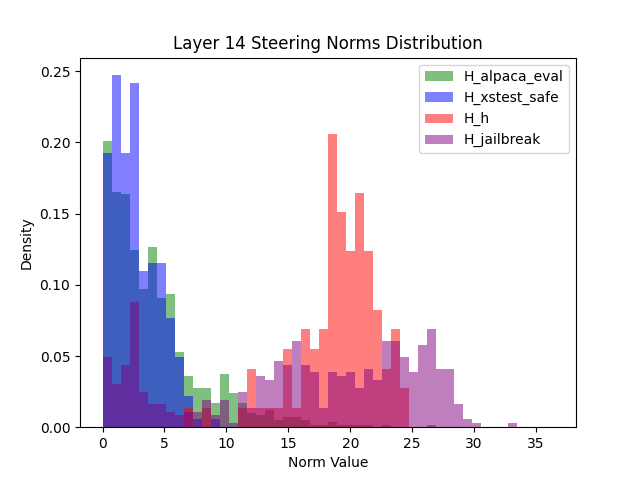 Layer 14 Steering Norms Distribution
H_alpaca_eval
H_xstest_safe
H_h
H_jailbreak
Density
0.25
0.20
0.15
0.10
0.05
0.00
0 5 10 15 20 25 30 35
Norm Value